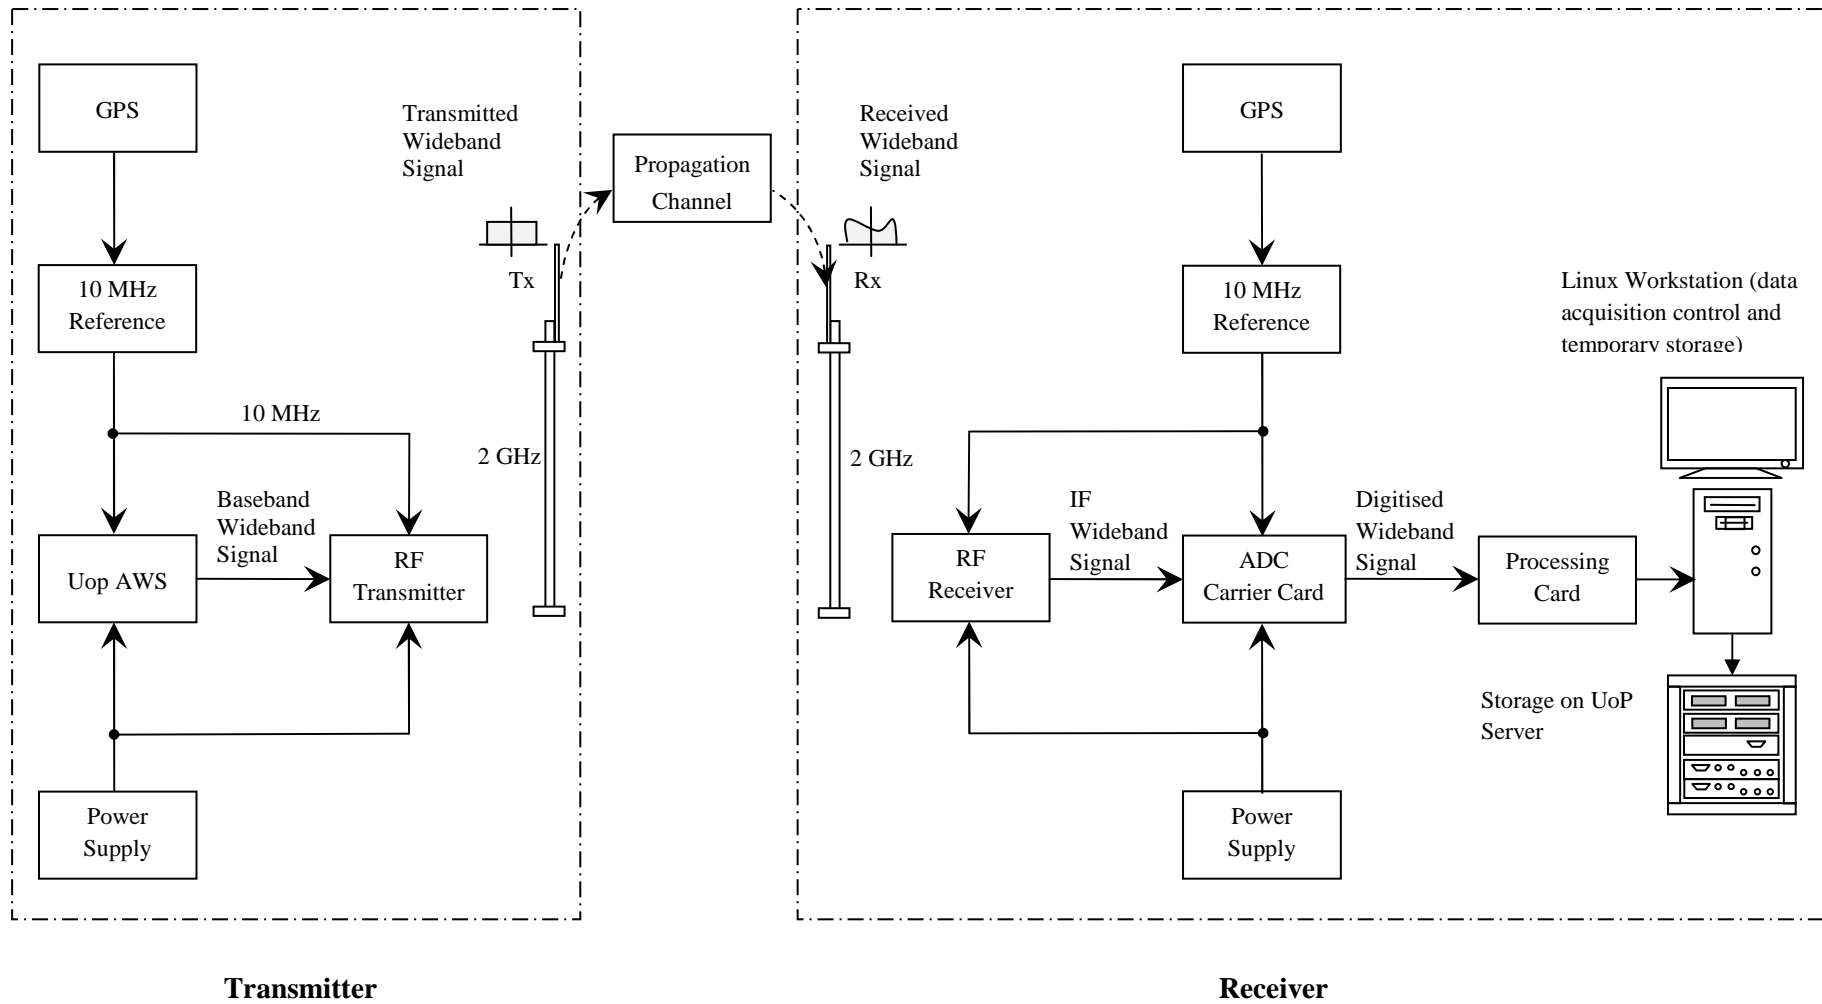 GPS
10 MHz
Reference
10 MHz
Baseband
Wideband
Signal
Uop AWS
RF
Transmitter
Power
Supply
Transmitted
Wideband
Signal
Tx
2 GHz
Propagation
Channel
Received
Wideband
Signal
Rx
2 GHz
GPS
10 MHz
Reference
RF
Receiver
IF
Wideband
Signal
ADC
Carrier Card
Digitised
Wideband
Signal
Processing
Card
Power
Supply
Linux Workstation (data
acquisition control and
temporary storage)
Storage on UoP
Server
Transmitter
Receiver